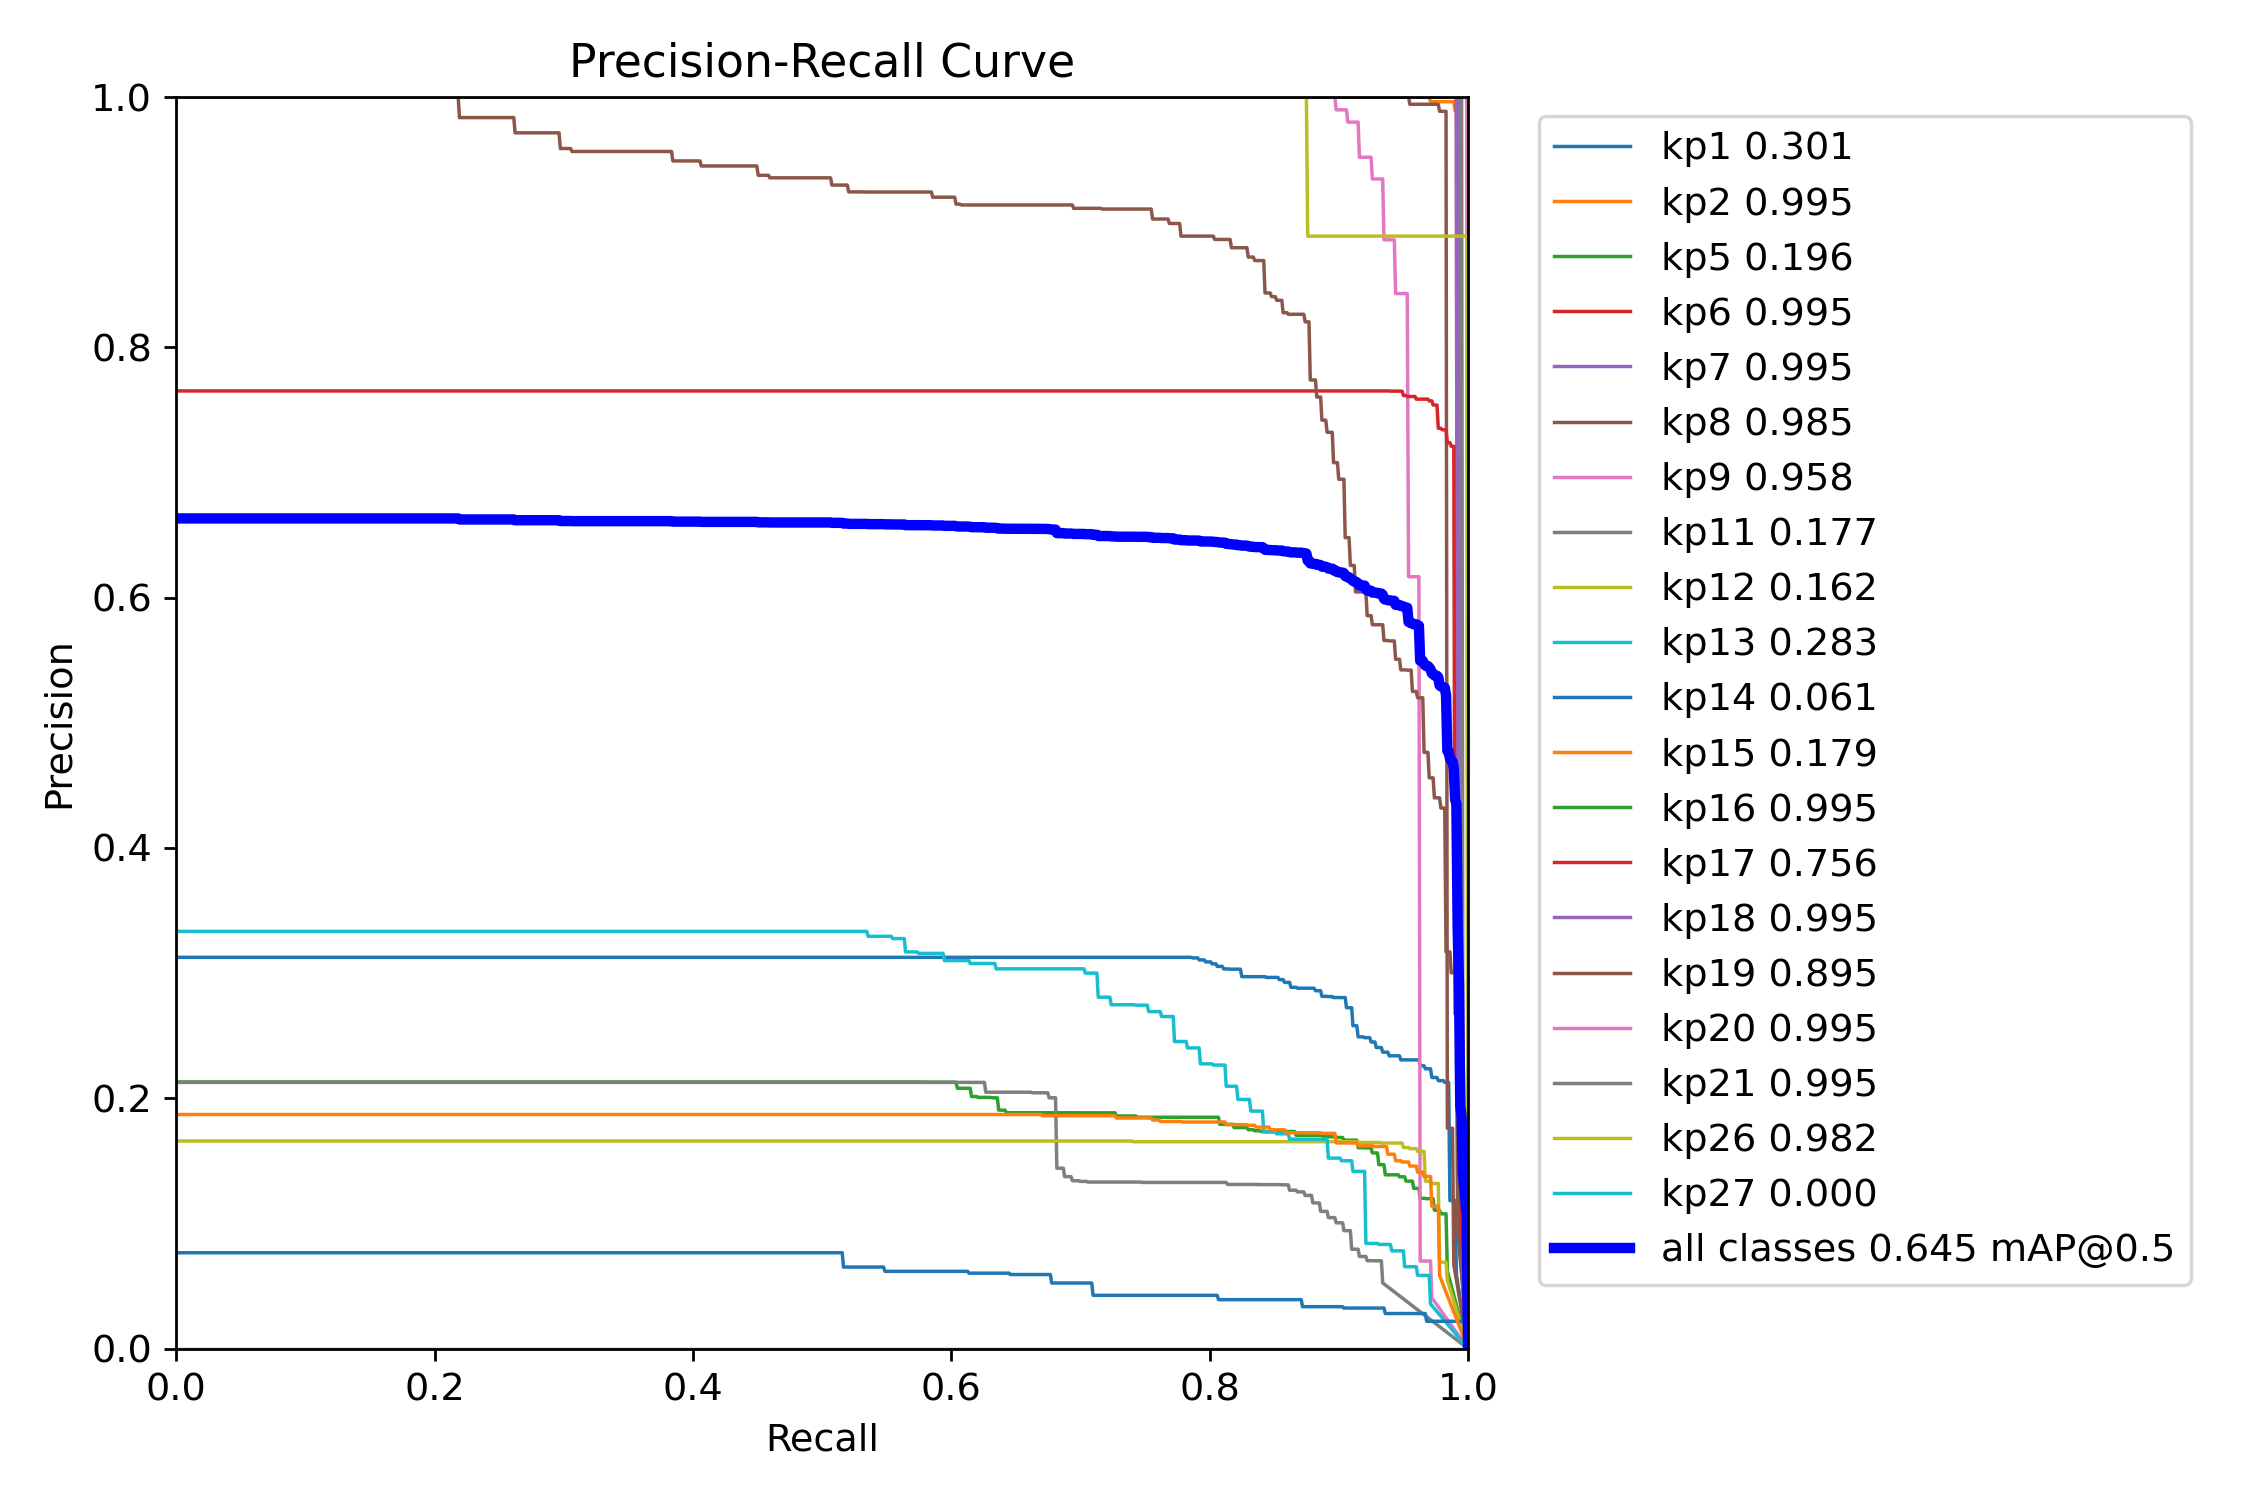 Precision-Recall Curve
1.0
0.8
0.6
0.4
0.2
0.0
Precision
0.0 0.2 0.4 0.6 0.8 1.0
Recall
kp1 0.301
kp2 0.995
kp5 0.196
kp6 0.995
kp7 0.995
kp8 0.985
kp9 0.958
kp11 0.177
kp12 0.162
kp13 0.283
kp14 0.061
kp15 0.179
kp16 0.995
kp17 0.756
kp18 0.995
kp19 0.895
kp20 0.995
kp21 0.995
kp26 0.982
kp27 0.000
all classes 0.645 mAP@0.5